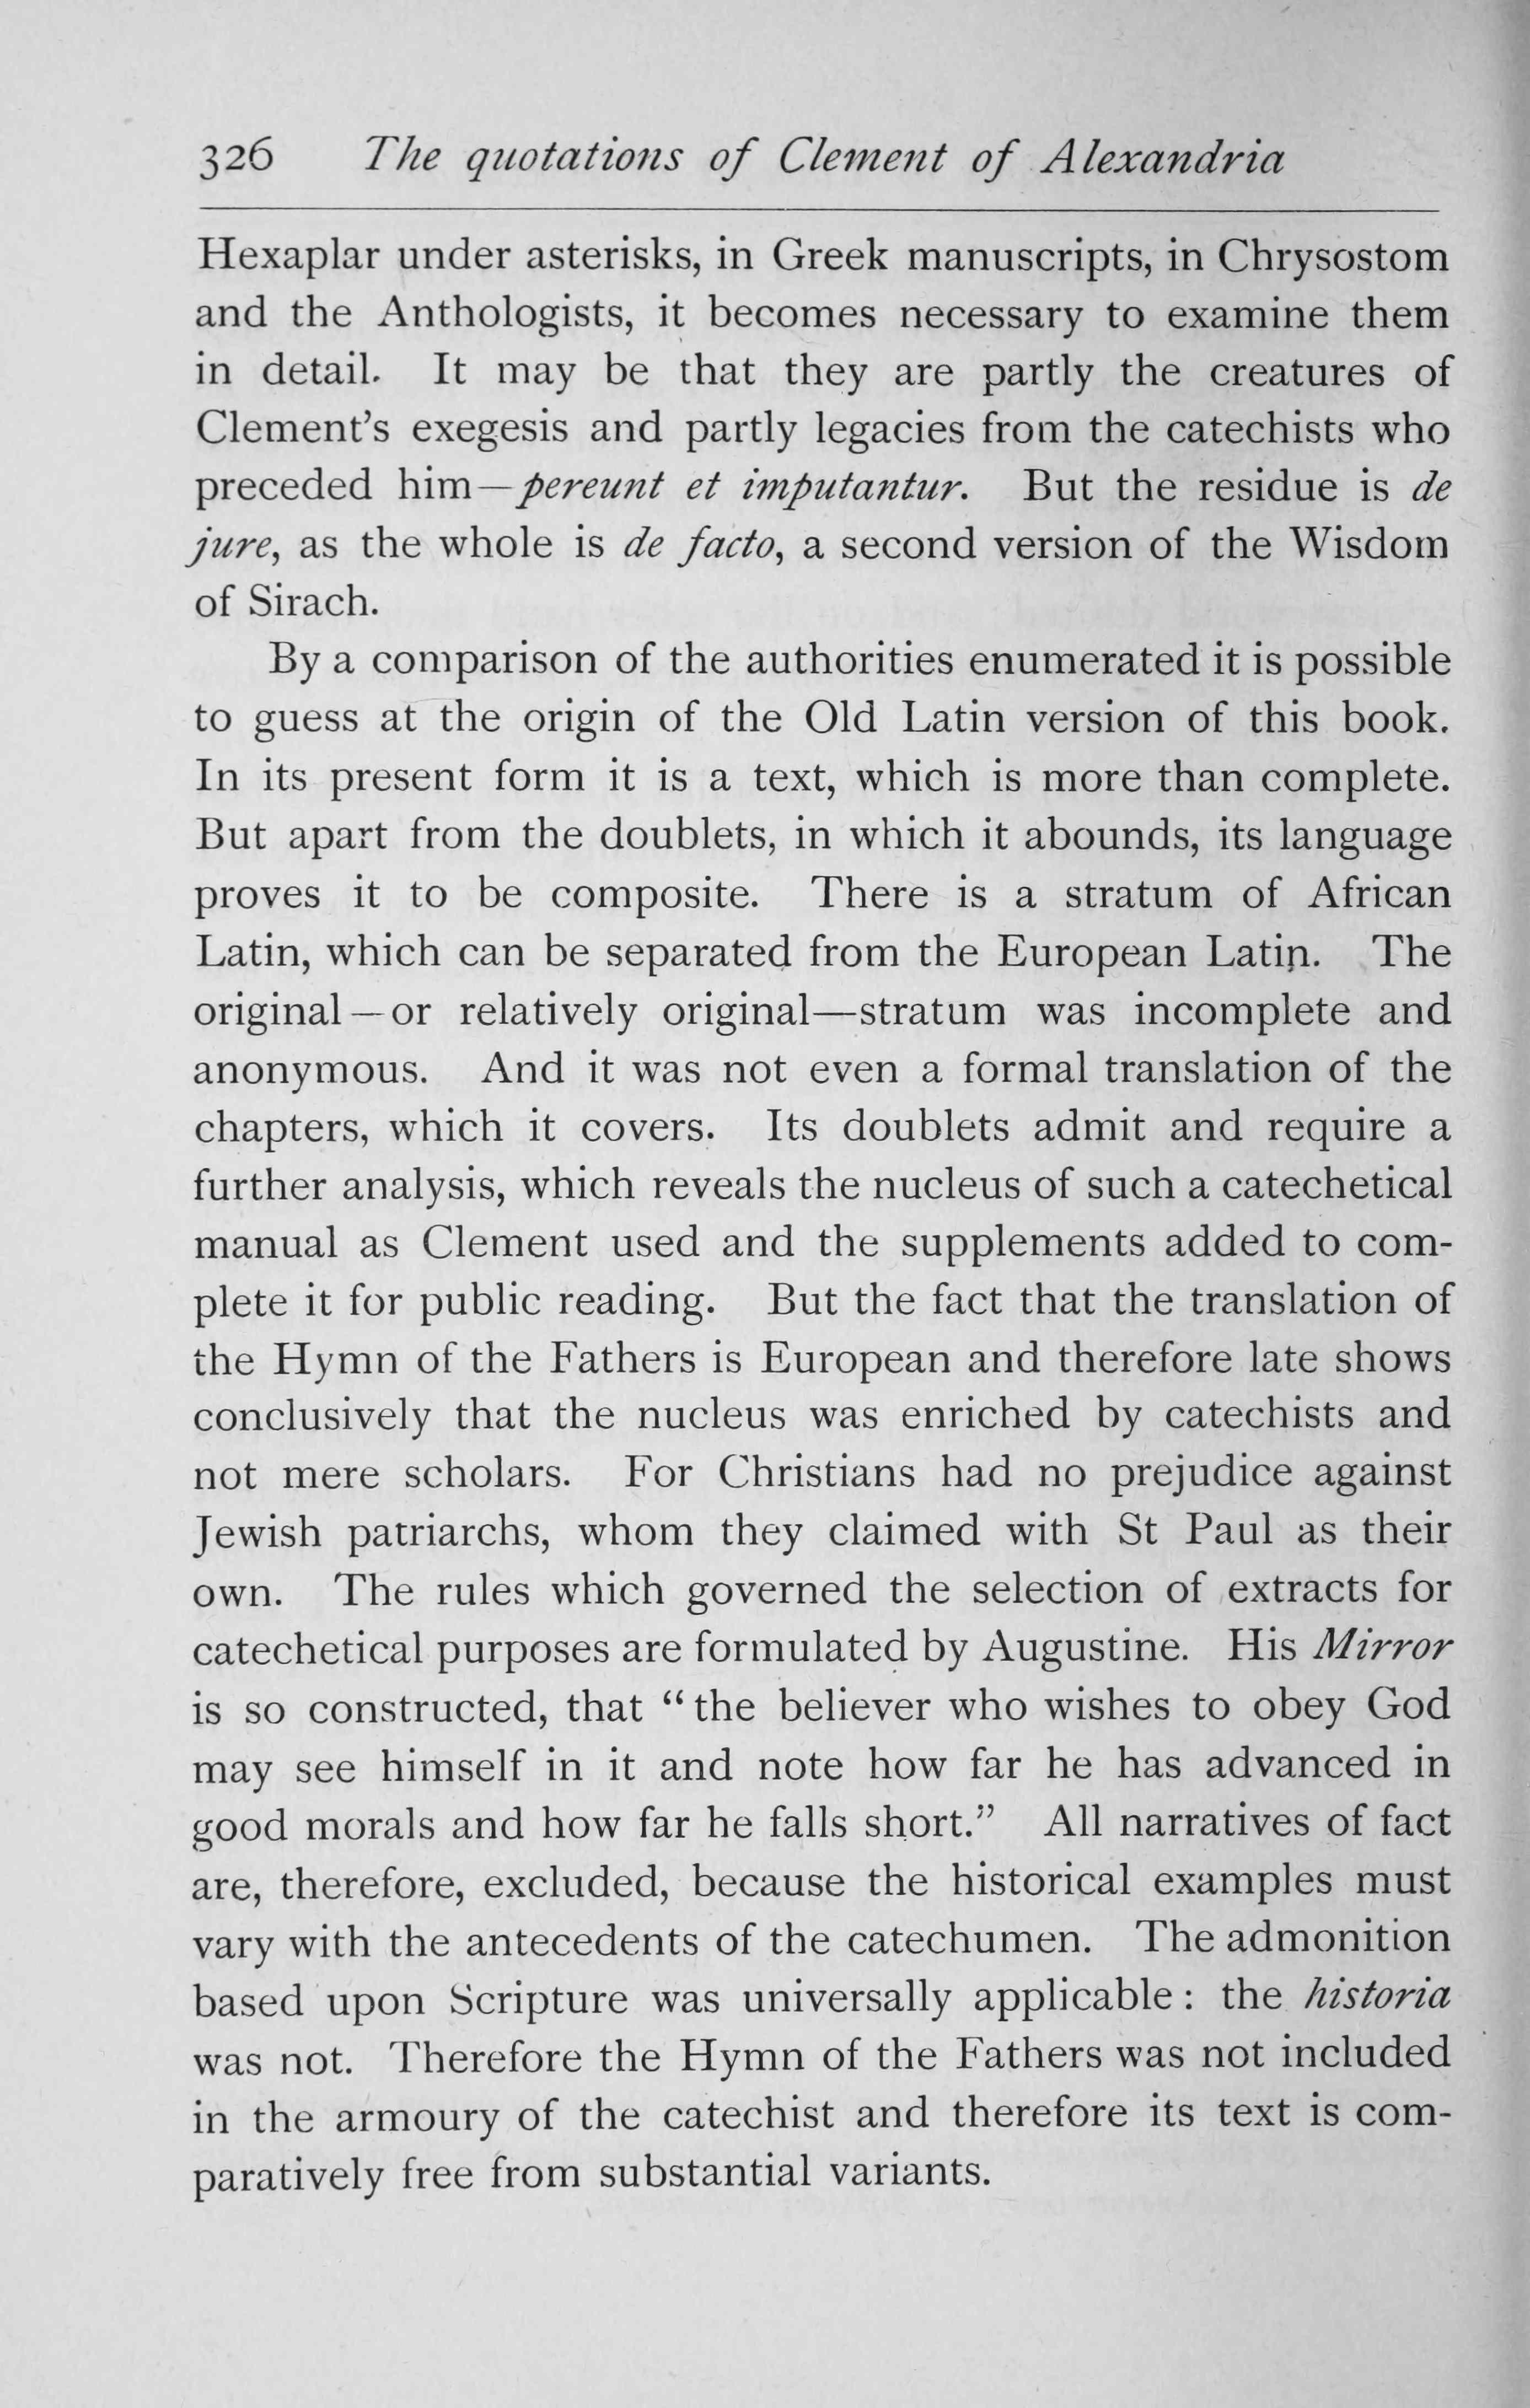 326 The quotations of Clement of Alexandria
Hexaplar under asterisks, in Greek manuscripts, in Chrysostom
and the Anthologists, it becomes necessary to examine them
in detail. It may be that they are partly the creatures of
Clement's exegesis and partly legacies from the catechists who
preceded him—pereunt et imputantur. But the residue is de
jure, as the whole is de facto, a second version of the Wisdom
of Sirach.
By a comparison of the authorities enumerated it is possible
to guess at the origin of the Old Latin version of this book.
In its present form it is a text, which is more than complete.
But apart from the doublets, in which it abounds, its language
proves it to be composite. There is a stratum of African
Latin, which can be separated from the European Latin. The
original—or relatively original—stratum was incomplete and
anonymous. And it was not even a formal translation of the
chapters, which it covers. Its doublets admit and require a
further analysis, which reveals the nucleus of such a catechetical
manual as Clement used and the supplements added to com-
plete it for public reading. But the fact that the translation of
the Hymn of the Fathers is European and therefore late shows
conclusively that the nucleus was enriched by catechists and
not mere scholars. For Christians had no prejudice against
Jewish patriarchs, whom they claimed with St Paul as their
own. The rules which governed the selection of extracts for
catechetical purposes are formulated by Augustine. His Mirror
is so constructed, that "the believer who wishes to obey God
may see himself in it and note how far he has advanced in
good morals and how far he falls short." All narratives of fact
are, therefore, excluded, because the historical examples must
vary with the antecedents of the catechumen. The admonition
based upon Scripture was universally applicable: the historia
was not. Therefore the Hymn of the Fathers was not included
in the armoury of the catechist and therefore its text is com-
paratively free from substantial variants.